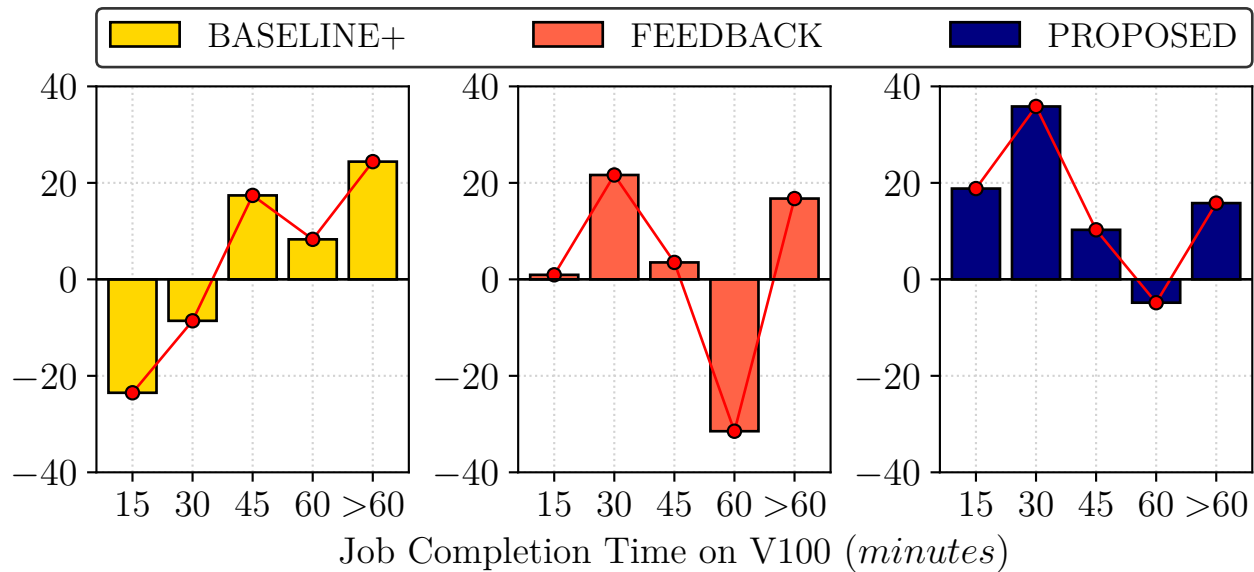 BASELINE+ FEEDBACK PROPOSED
40 40 40
20 20 20
0 0 0
−20 −20 −20
−40 −40 −40
15 30 45 60 >60 15 30 45 60 >60 15 30 45 60 >60
Job Completion Time on V100 (minutes)